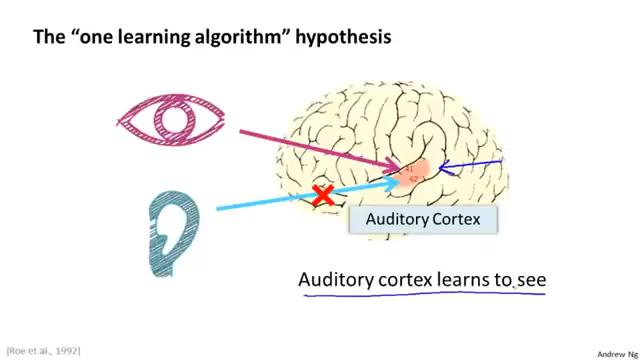 The “one learning algorithm” hypothesis
41
42
Auditory Cortex
Auditory cortex learns to see
[Roe et al., 1992]
Andrew Ng